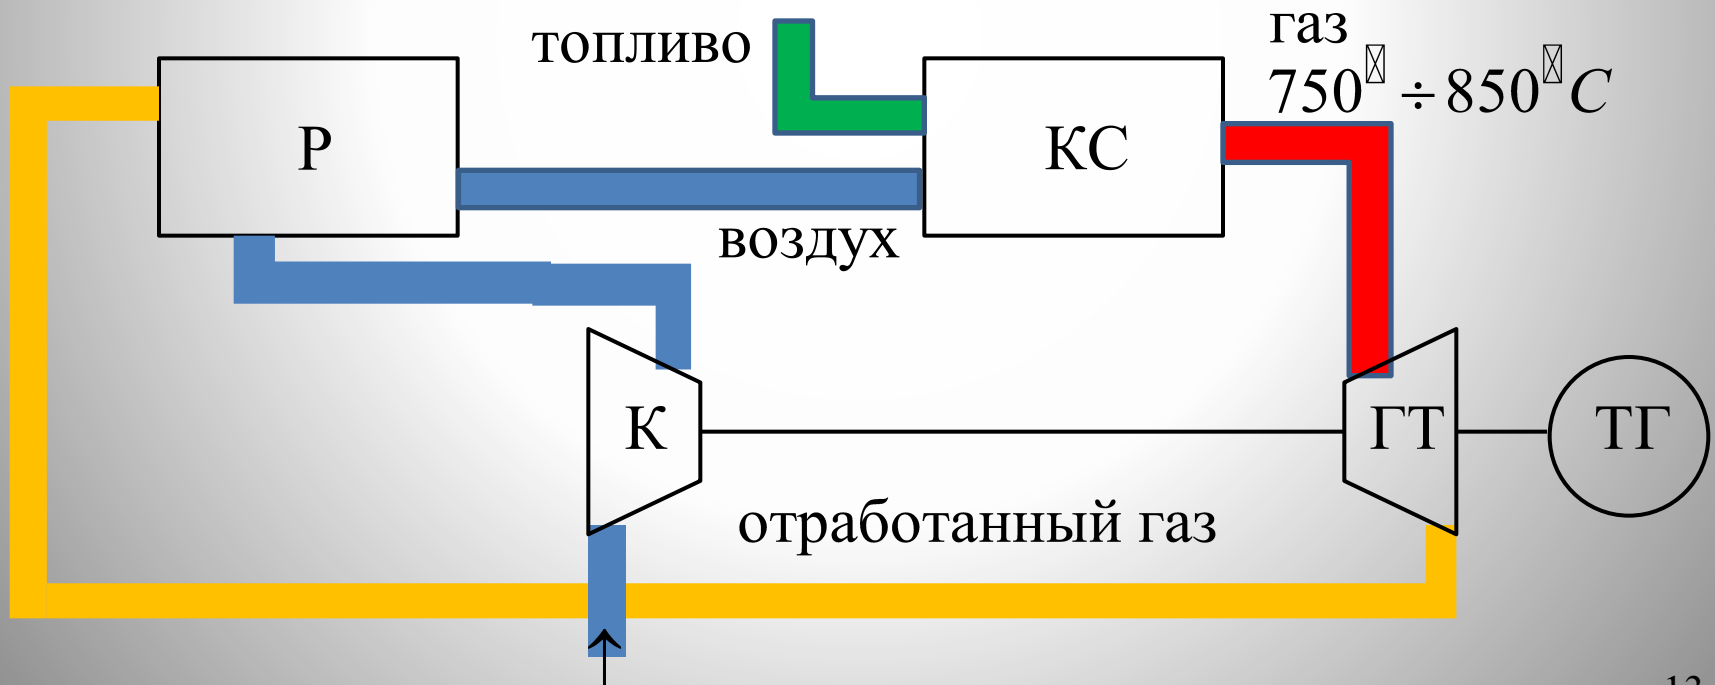 газ
топливо
750 ÷ 850 C
Р
КС
воздух
К
ГТ
ТГ
отработанный газ